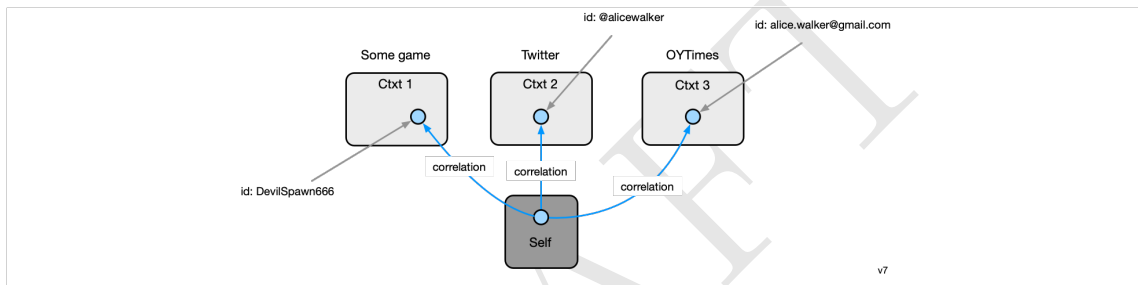 id: @alicewalker
id: alice.walker@gmail.com
Some game
Twitter
OYTimes
Ctxt 1
Ctxt 2
Ctxt 3
correlation
correlation
correlation
id: DevilSpawn666
Self
v7